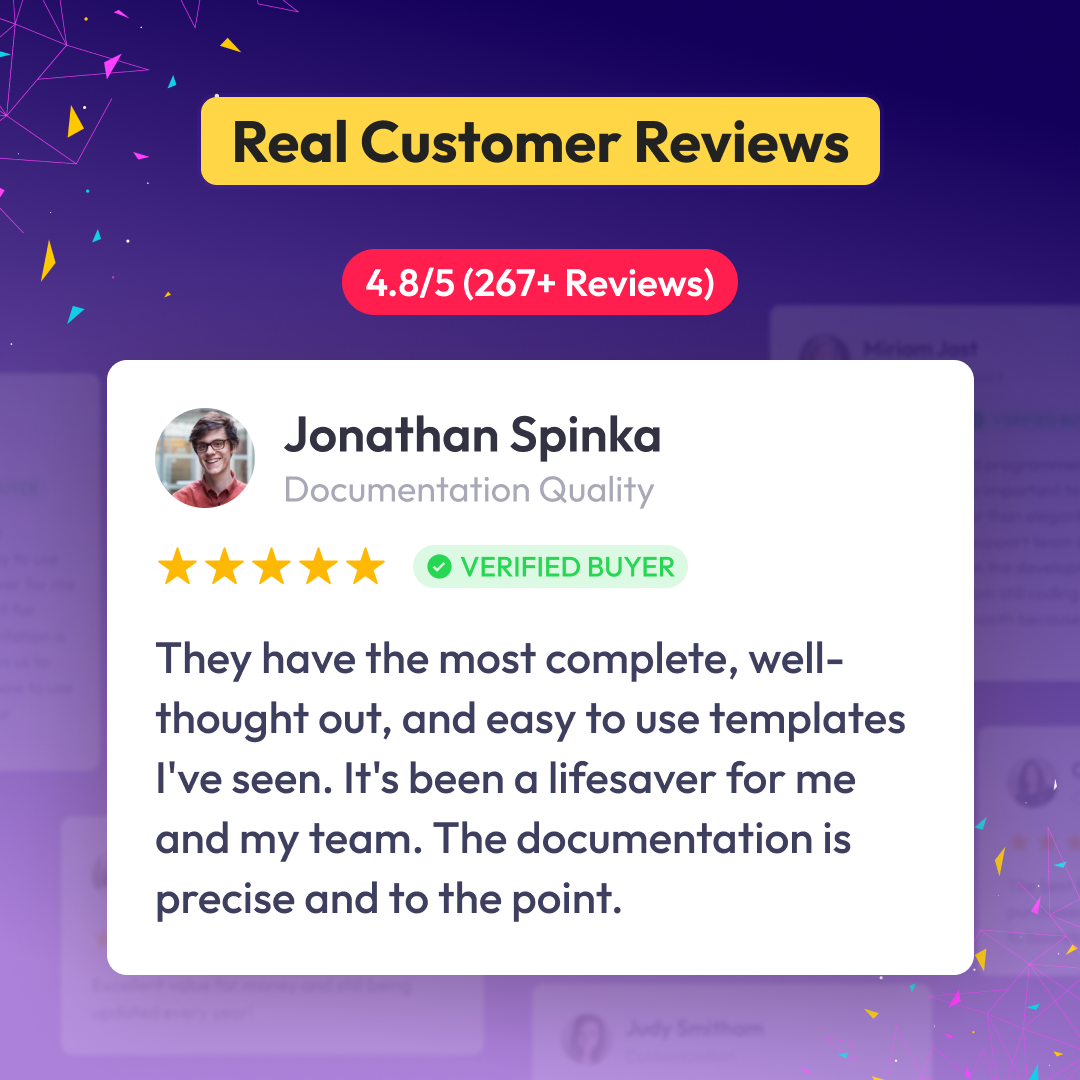 Real Customer Reviews
4.8/5 (267+ Reviews)
Miriam Jast
Jonathan Spinka
Documentation Quality
VERIFIED BUYER
They have the most complete, well-
thought out, and easy to use templates
I've seen. It's been a lifesaver for me
and my team. The documentation is
precise and to the point.
Excellent value for money and still being
updated every year!
Judy Smitham